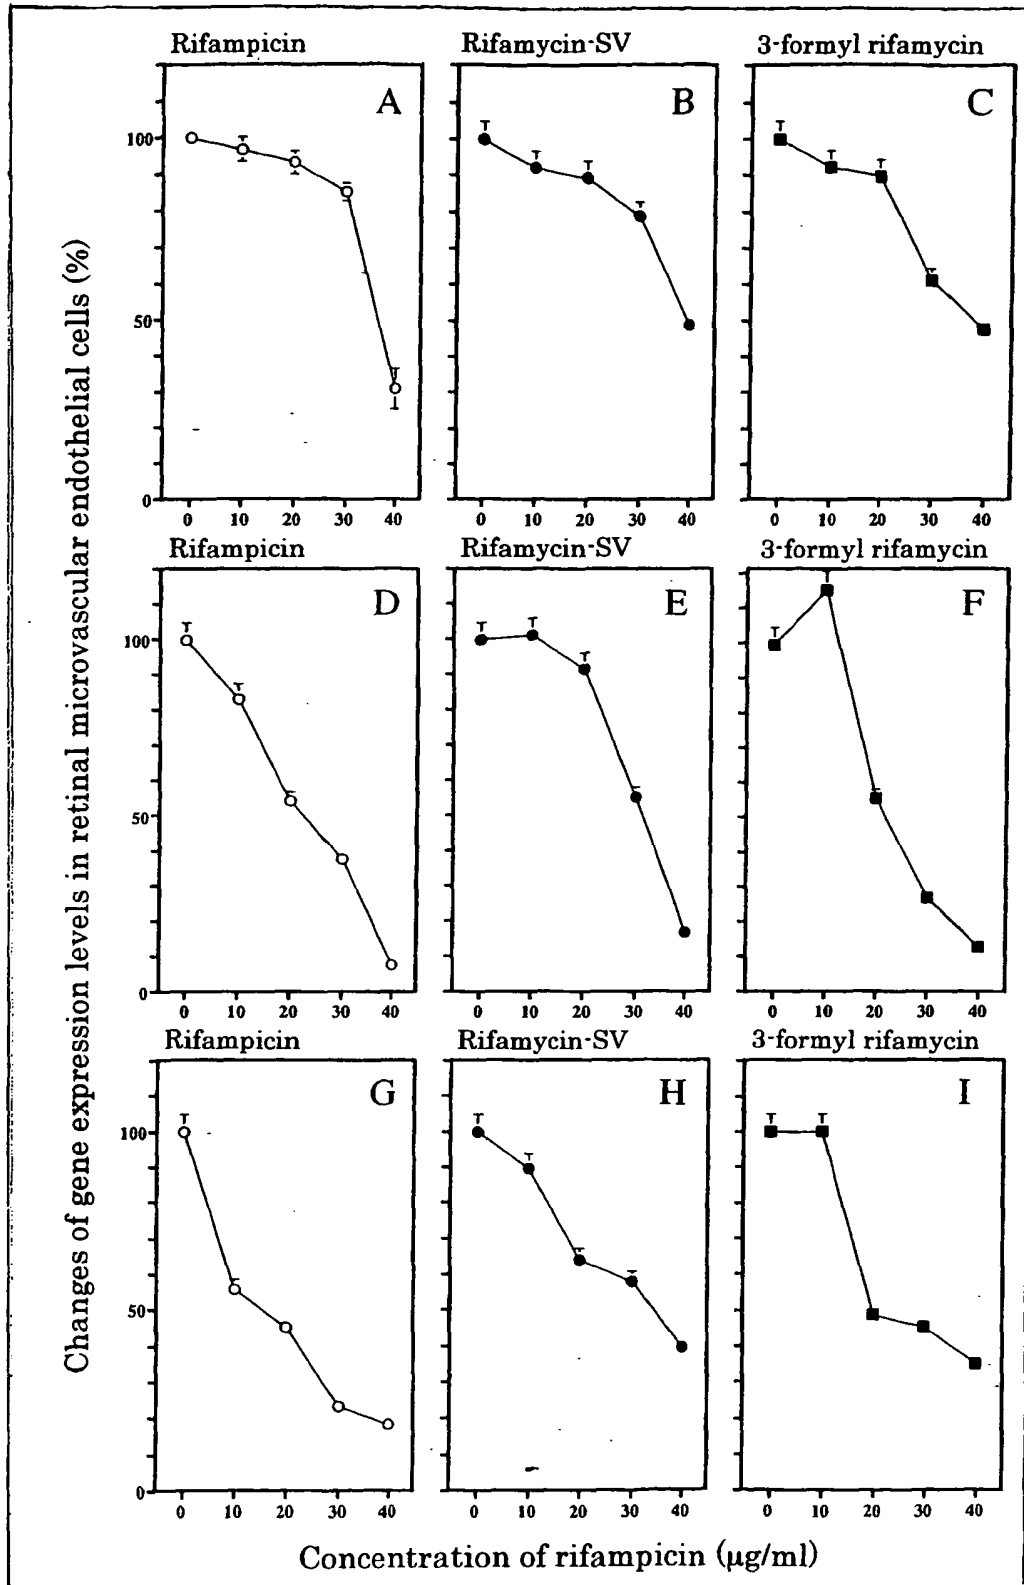 Rifampicin Rifamycin-SV 3-formyl rifamycin
A B C
100
50
0
0 10 20 30 40 0 10 20 30 40 0 10 20 30 40
Rifampicin Rifamycin-SV 3-formyl rifamycin
D E F
100
50
0
0 10 20 30 40 0 10 20 30 40 0 10 20 30 40
Rifampicin Rifamycin-SV 3-formyl rifamycin
G H I
100
50
0
0 10 20 30 40 0 10 20 30 40 0 10 20 30 40
Changes of gene expression levels in retinal microvascular endothelial cells (%)
Concentration of rifampicin (μg/ml)